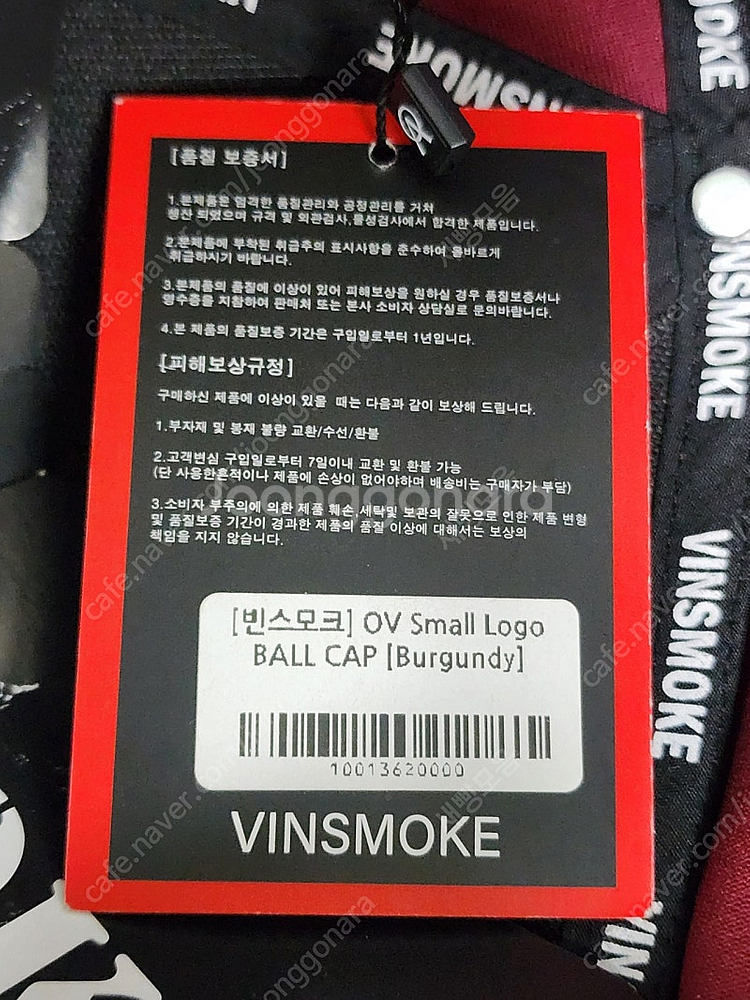 [품질 보증서]
1.본제품은 엄격한 품질관리와 공정관리를 거쳐
행산 되었으며 규격 및 외관검사,물성검사에서 합격한 제품입니다.
2.본제품에 부착된 취급주의 표시사항을 준수하여 올바르게
취급하시기 바랍니다.
3.본제품의 품질에 이상이 있어 피해보상을 원하실 경우 품질보증서나
영수증을 지참하여 판매처 또는 본사 소비자 상담실로 문의바랍니다.
4.본 제품의 품질보증 기간은 구입일로부터 1년입니다.
[피해보상규정]
구매하신 제품에 이상이 있을 때는 다음과 같이 보상해 드립니다.
1.부자재 및 봉제 불량 교환/수선/환불
2.고객변심 구입일로부터 7일이내 교환 및 환불 가능
(단 사용한흔적이나 제품에 손상이 없어야하며 배송비는 구매자가 부담)
3.소비자 부주의에 의한 제품 훼손,세탁및 보관의 잘못으로 인한 제품 변형
및 품질보증 기간이 경과한 제품의 품질 이상에 대해서는 보상의
책임을 지지 않습니다.
[빈스모크] OV Small Logo
BALL CAP [Burgundy]
10013620000
VINSMOKE
VINSMOKE
VINSMOKE
VINSMOKE
joonggonara
cafe.naver.com/joonggonara